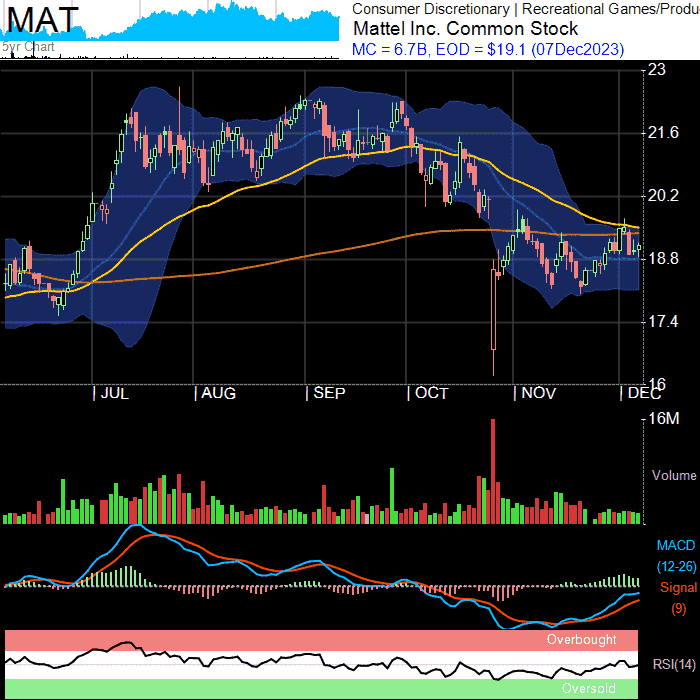 MAT
5yr Chart
Consumer Discretionary | Recreational Games/Produ
Mattel Inc. Common Stock
MC = 6.7B, EOD = $19.1 (07Dec2023)
23
21.6
20.2
18.8
17.4
16
| JUL | AUG | SEP | OCT | NOV | DEC
16M
Volume
MACD
(12-26)
Signal
(9)
Overbought
RSI(14)
Oversold